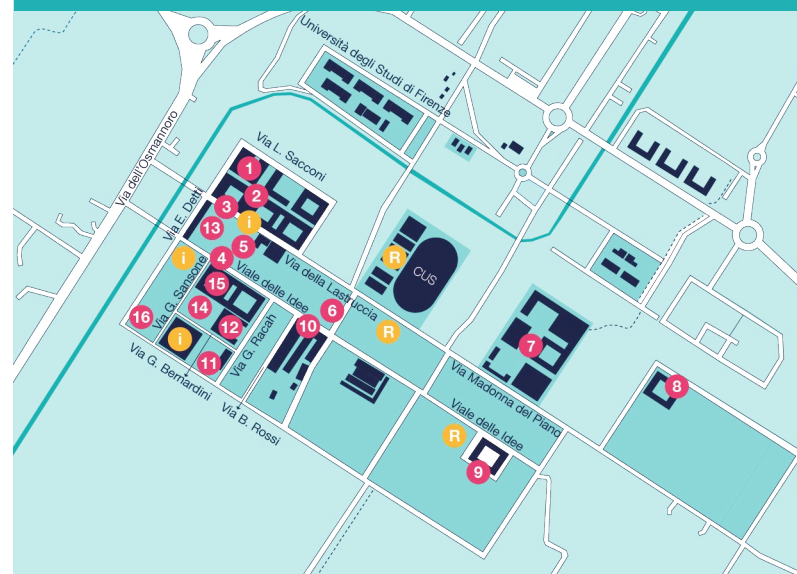 Università degli Studi di Firenze
Via dell'Osmannoro
Via L. Sacconi
1
2
Via E. Detti
3
13
i
5
i
4
Viale delle Idee
Via della Lastruccia
R
CUS
15
Via G. Sansone
14
16
12
i
11
Via G. Racah
10
6
R
7
Via G. Bernardini
Via B. Rossi
Via Madonna del Piano
Viale delle Idee
R
9
8